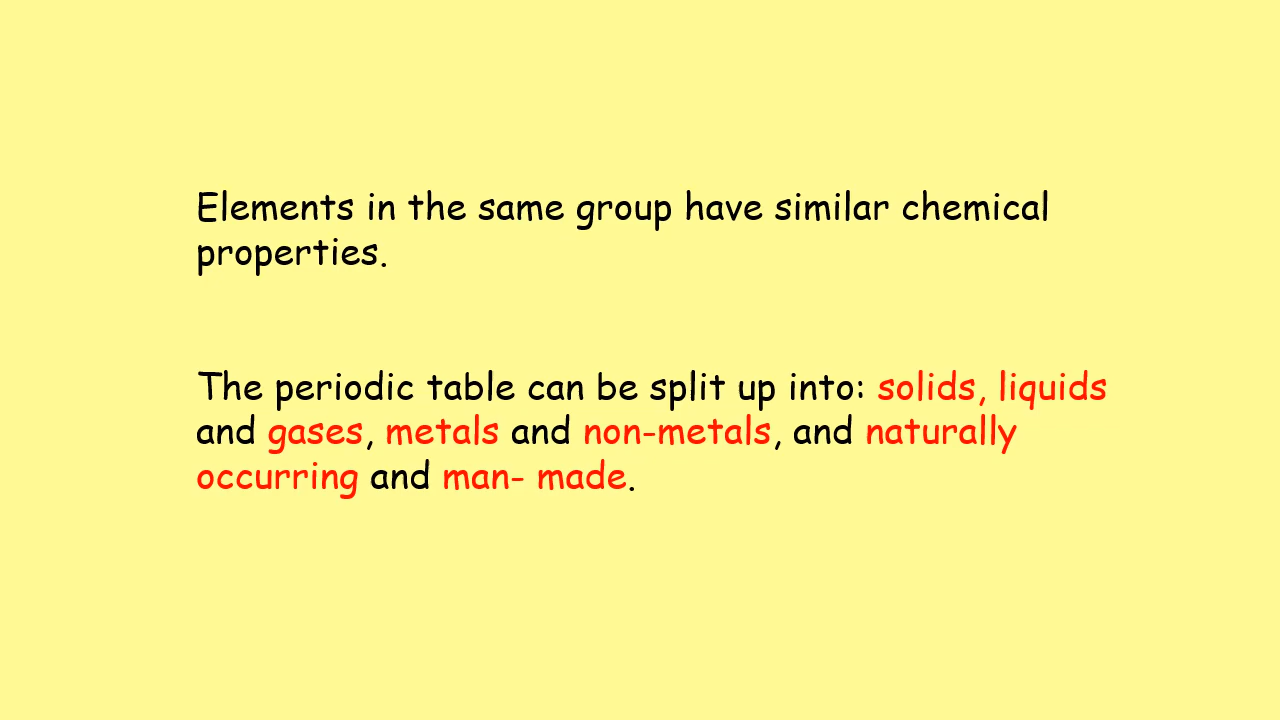 Elements in the same group have similar chemical
properties.
The periodic table can be split up into: solids, liquids
and gases, metals and non-metals, and naturally
occurring and man- made.